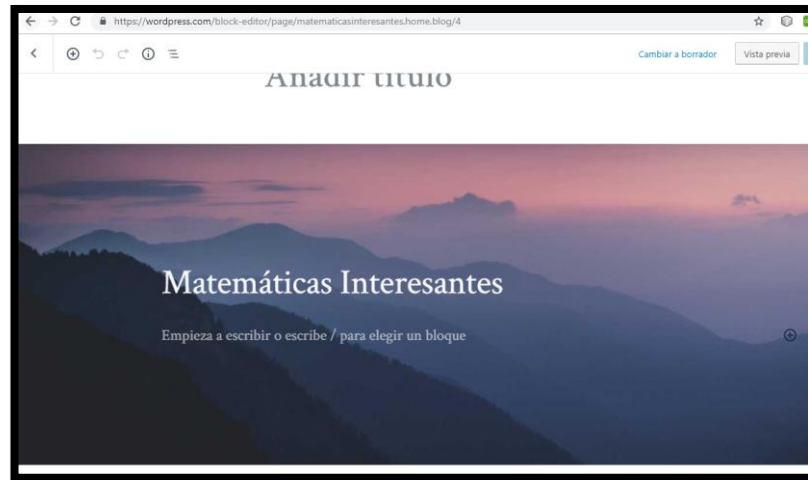 https://wordpress.com/block-editor/page/matematicasinteresantes.home.blog/4
Cambiar a borrador
Vista previa
Añadir título
Matemáticas Interesantes
Empieza a escribir o escribe / para elegir un bloque